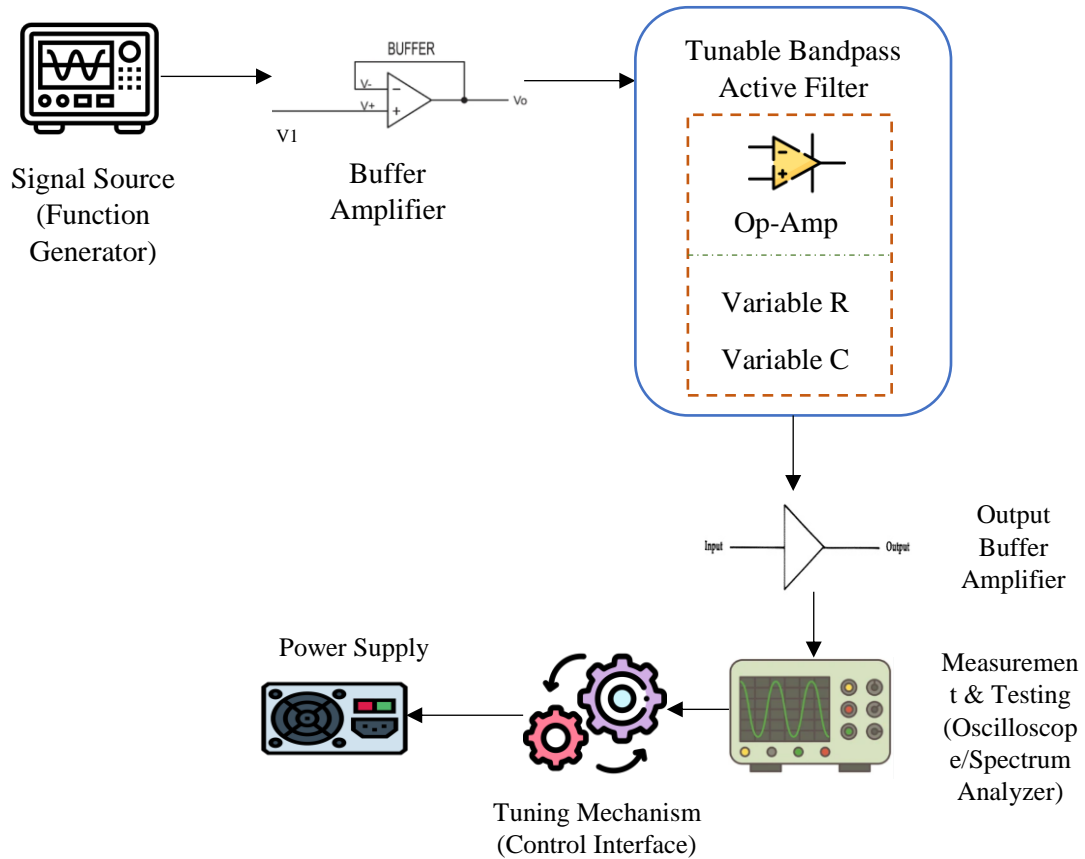 Signal Source
(Function
Generator)
BUFFER
V-
V+
Vo
V1
Buffer
Amplifier
Tunable Bandpass
Active Filter
Op-Amp
Variable R
Variable C
Input
Output
Output
Buffer
Amplifier
Measuremen
t & Testing
(Oscilloscop
e/Spectrum
Analyzer)
Tuning Mechanism
(Control Interface)
Power Supply